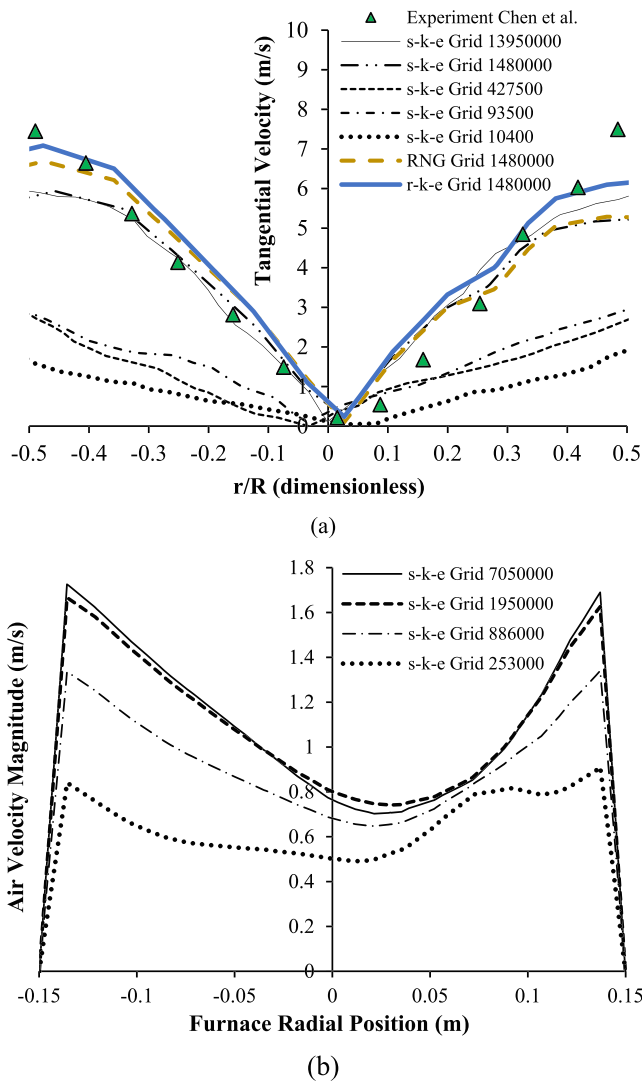 Experiment Chen et al.
s-k-e Grid 13950000
s-k-e Grid 1480000
s-k-e Grid 427500
s-k-e Grid 93500
s-k-e Grid 10400
RNG Grid 1480000
r-k-e Grid 1480000
Tangential Velocity (m/s)
10
9
8
7
6
5
4
3
2
1
0
-0.5 -0.4 -0.3 -0.2 -0.1 0 0.1 0.2 0.3 0.4 0.5
r/R (dimensionless)
(a)
s-k-e Grid 7050000
s-k-e Grid 1950000
s-k-e Grid 886000
s-k-e Grid 253000
Air Velocity Magnitude (m/s)
1.8
1.6
1.4
1.2
1
0.8
0.6
0.4
0.2
0
-0.15 -0.1 -0.05 0 0.05 0.1 0.15
Furnace Radial Position (m)
(b)